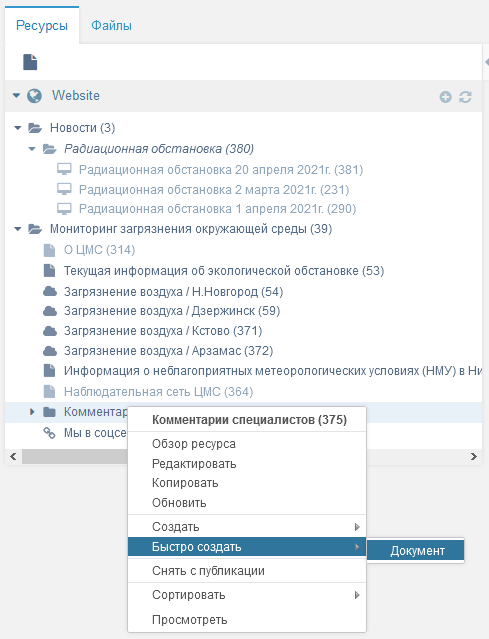 Ресурсы Файлы
Website
Новости (3)
Радиационная обстановка (380)
Радиационная обстановка 20 апреля 2021г. (381)
Радиационная обстановка 2 марта 2021г. (231)
Радиационная обстановка 1 апреля 2021г. (290)
Мониторинг загрязнения окружающей среды (39)
О ЦМС (314)
Текущая информация об экологической обстановке (53)
Загрязнение воздуха / Н.Новгород (54)
Загрязнение воздуха / Дзержинск (59)
Загрязнение воздуха / Кстово (371)
Загрязнение воздуха / Арзамас (372)
Информация о неблагоприятных метеорологических условиях (НМУ) в Ни
Наблюдательная сеть ЦМС (364)
Коммента
Комментарии специалистов (375)
Мы в соцсе
Обзор ресурса
Редактировать
Копировать
Обновить
Создать
Быстро создать
Документ
Снять с публикации
Сортировать
Просмотреть